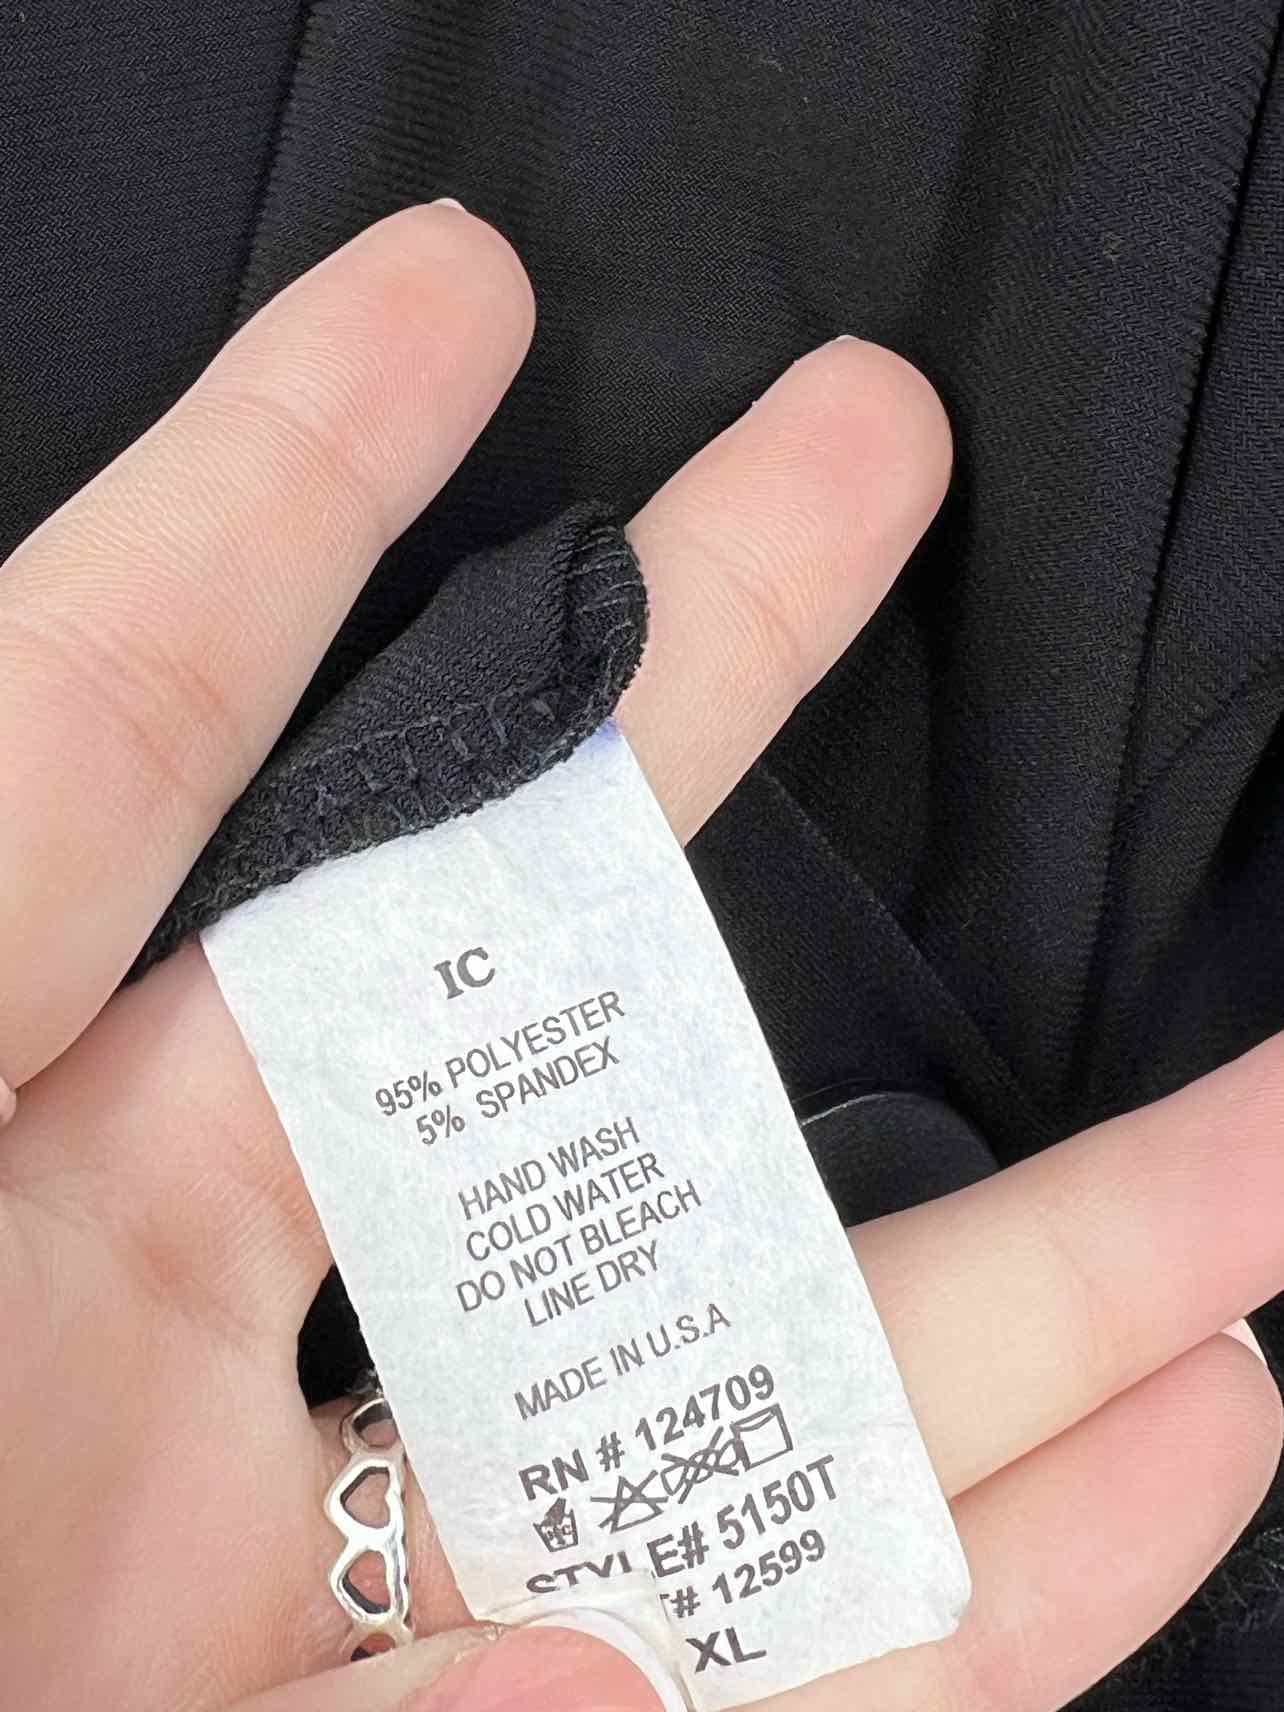 IC
95% POLYESTER
5% SPANDEX
HAND WASH
COLD WATER
DO NOT BLEACH
LINE DRY
MADE IN U.S.A
RN # 124709
STYLE# 5150T
# 12599
XL